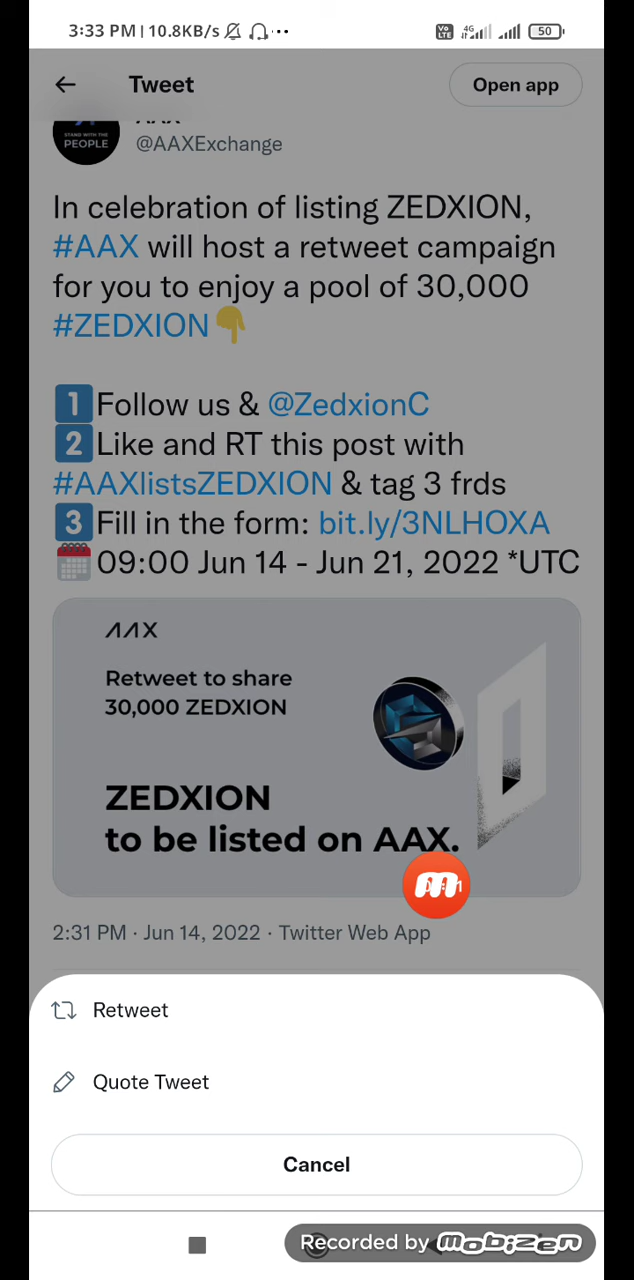 3:33 PM | 10.8KB/s
4G
50
Tweet
Open app
STAND WITH THE
PEOPLE
@AAXExchange
In celebration of listing ZEDXION,
#AAX will host a retweet campaign
for you to enjoy a pool of 30,000
#ZEDXION👇
1️⃣Follow us & @ZedxionC
2️⃣Like and RT this post with
#AAXlistsZEDXION & tag 3 frds
3️⃣Fill in the form: bit.ly/3NLHOXA
🗓️09:00 Jun 14 - Jun 21, 2022 *UTC
AAX
Retweet to share
30,000 ZEDXION
ZEDXION
to be listed on AAX.
2:31 PM · Jun 14, 2022 · Twitter Web App
Retweet
Quote Tweet
Cancel
Recorded by Mobizen